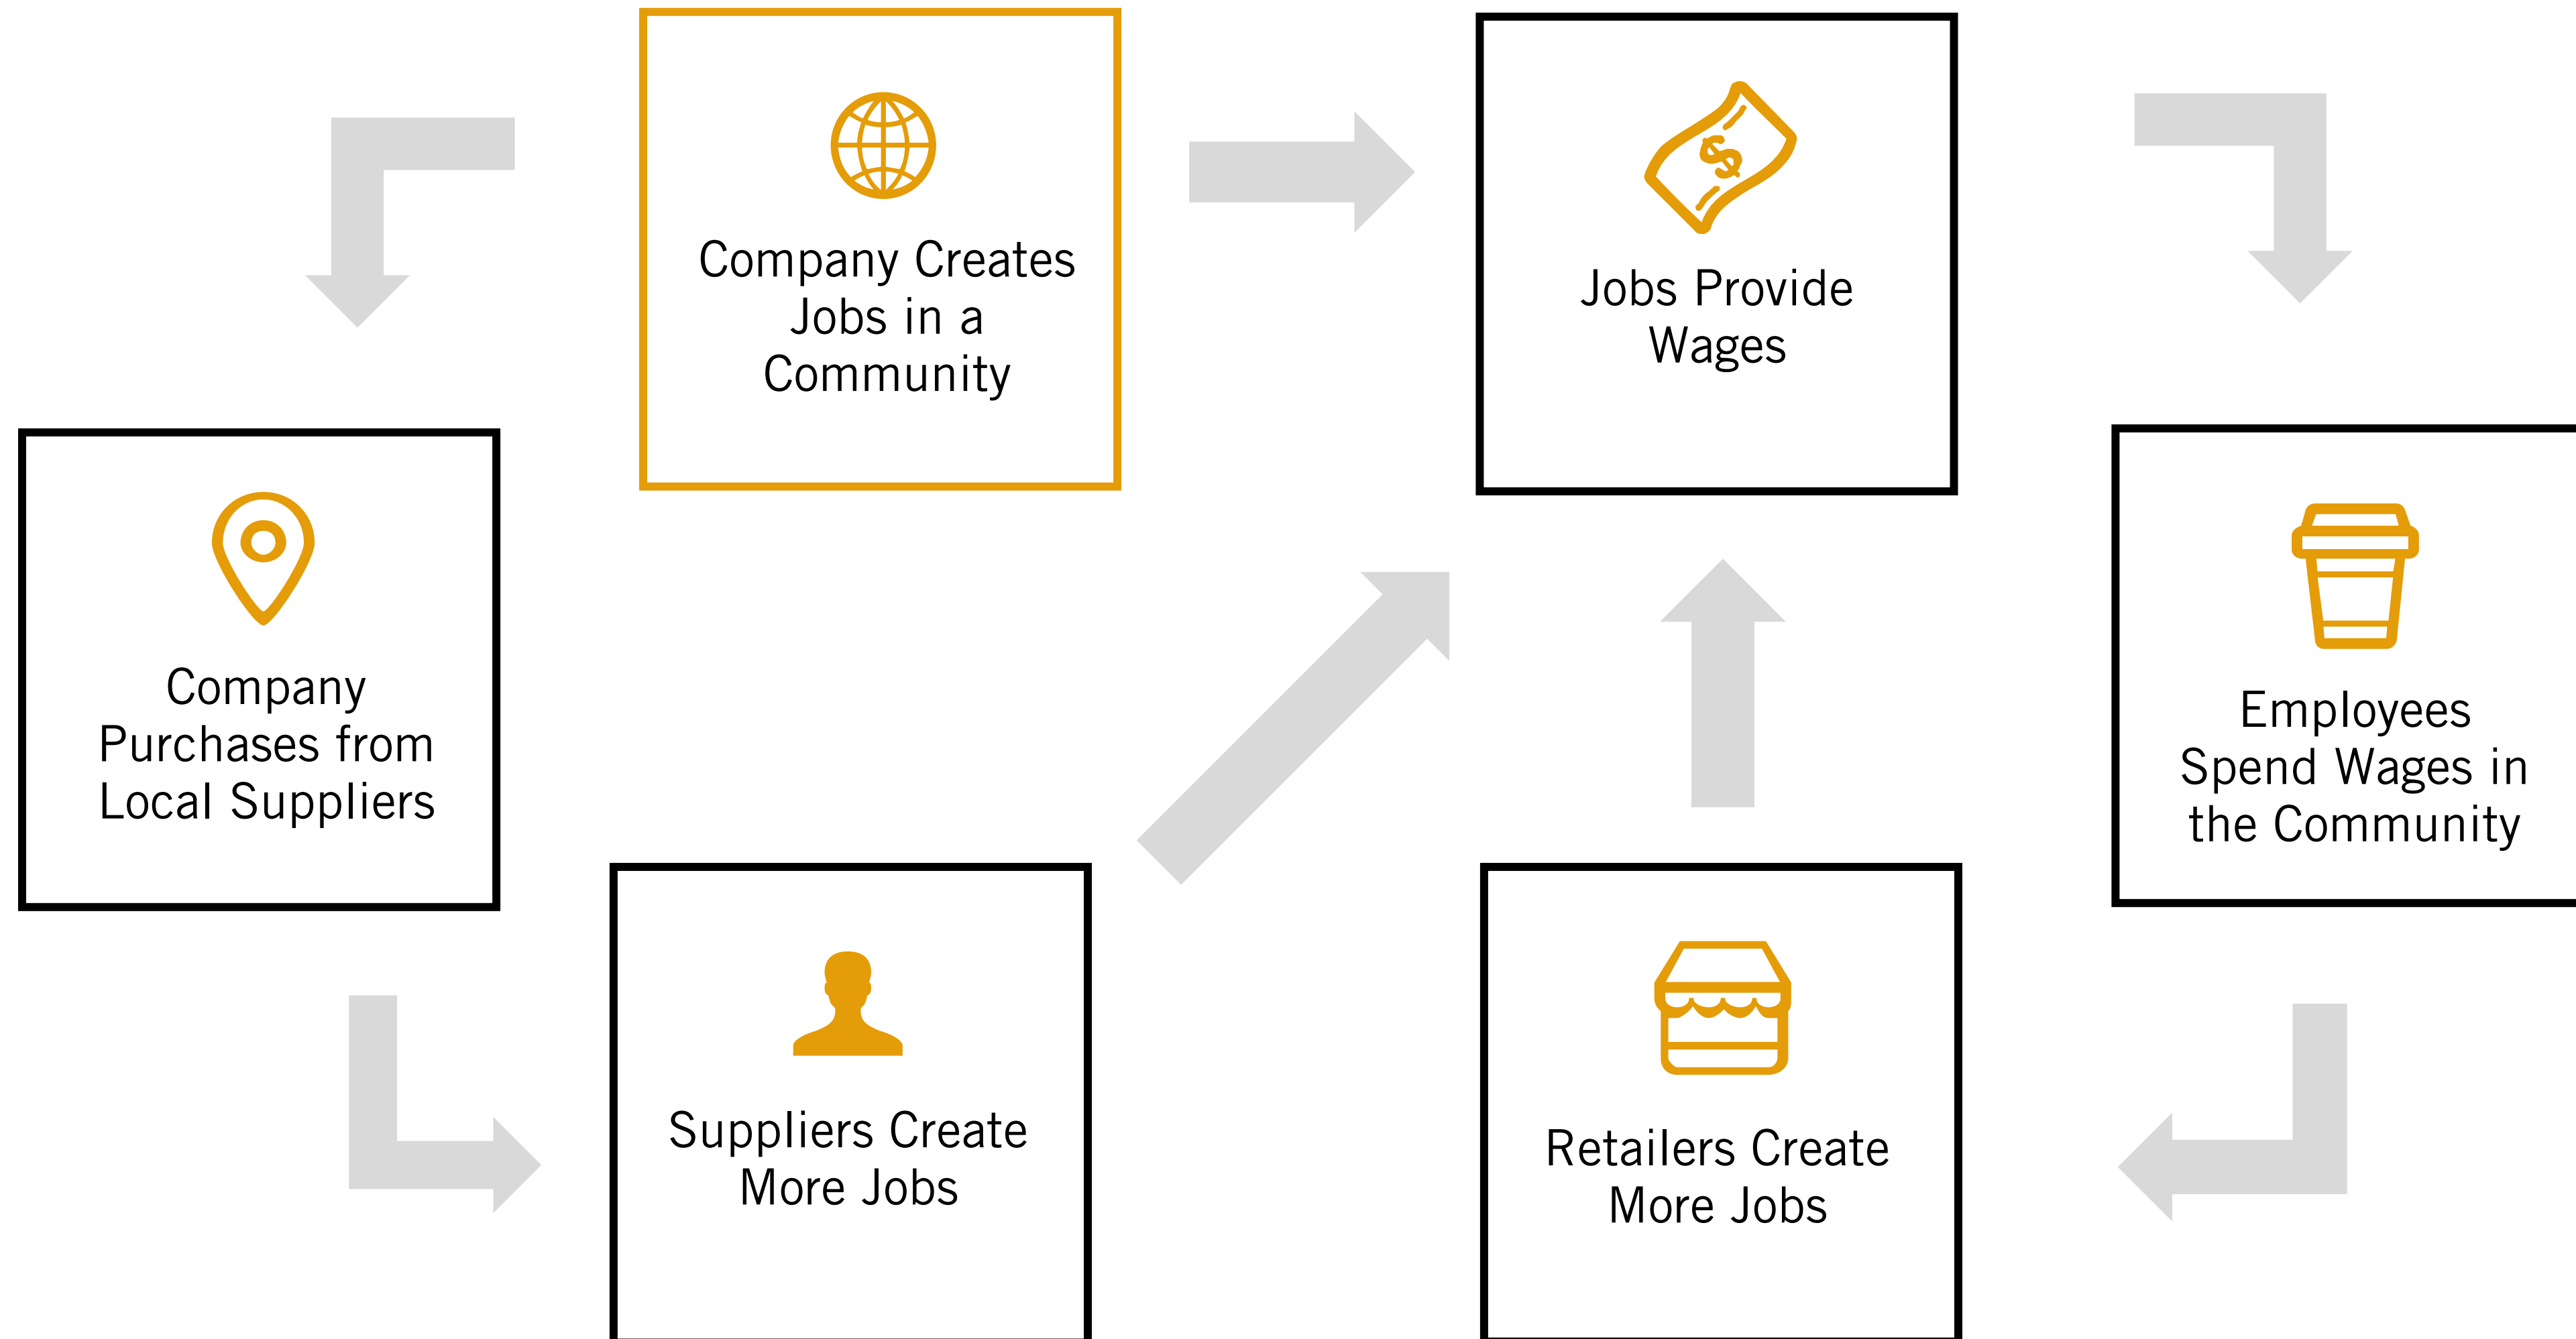 Company Creates
Jobs in a
Community
Jobs Provide
Wages
Company
Purchases from
Local Suppliers
Employees
Spend Wages in
the Community
Suppliers Create
More Jobs
Retailers Create
More Jobs